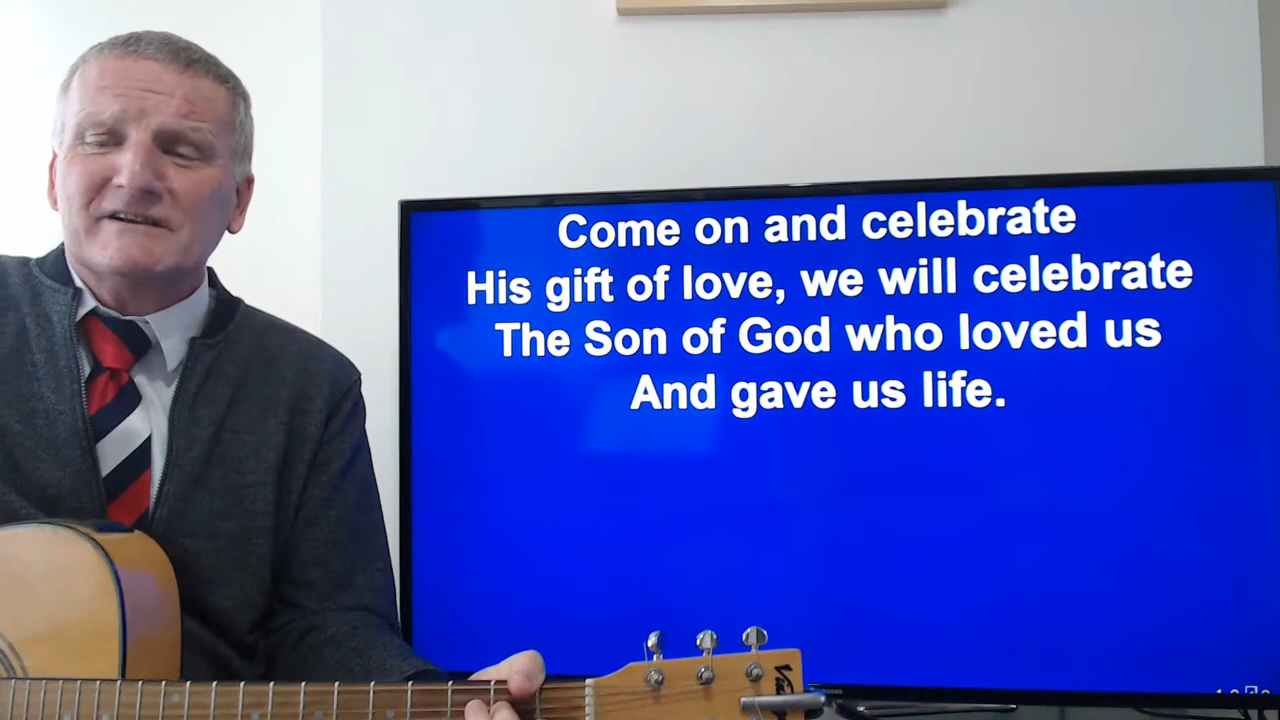 Come on and celebrate
His gift of love, we will celebrate
The Son of God who loved us
And gave us life.